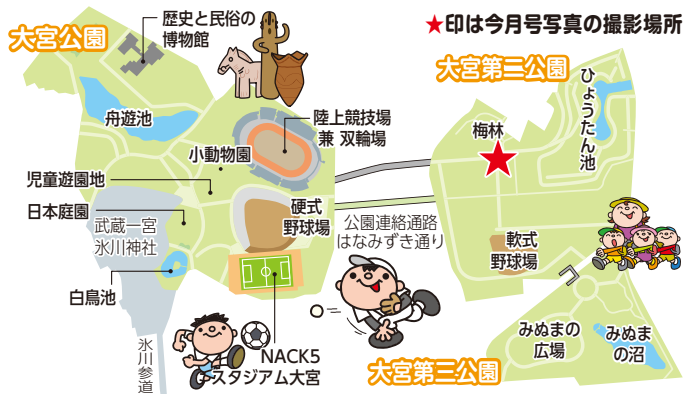 ★印は今月号写真の撮影場所
大宮公園
歴史と民俗の
博物館
舟遊池
小動物園
陸上競技場
兼 双輪場
児童遊園地
日本庭園
武蔵一宮
氷川神社
白鳥池
氷川参道
硬式
野球場
NACK5
スタジアム大宮
公園連絡通路
はなみずき通り
大宮第二公園
ひょうたん池
梅林
軟式
野球場
みぬまの
広場
みぬま
の沼
大宮第三公園